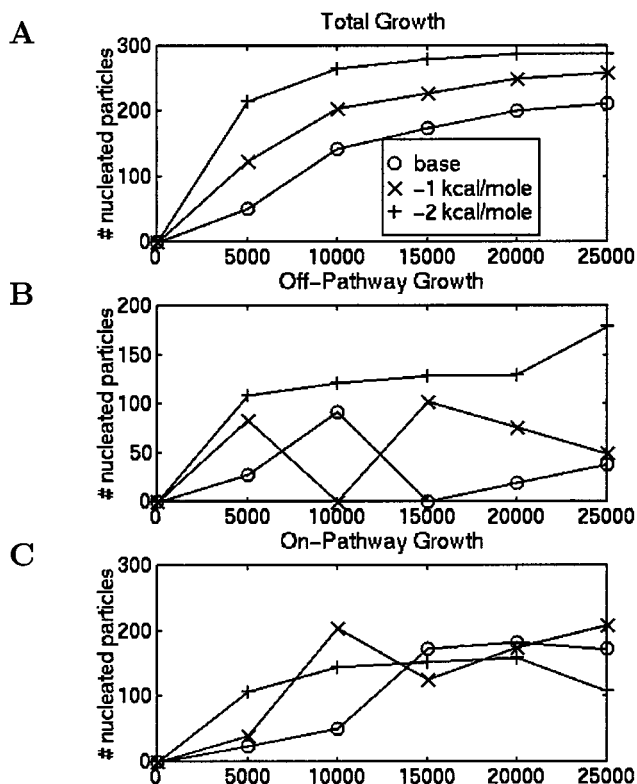 A
Total Growth
# nucleated particles
300
200
100
0
○ base
× −1 kcal/mole
+ −2 kcal/mole
0 5000 10000 15000 20000 25000
B
Off−Pathway Growth
# nucleated particles
200
150
100
50
0
0 5000 10000 15000 20000 25000
C
On−Pathway Growth
# nucleated particles
300
200
100
0
0 5000 10000 15000 20000 25000